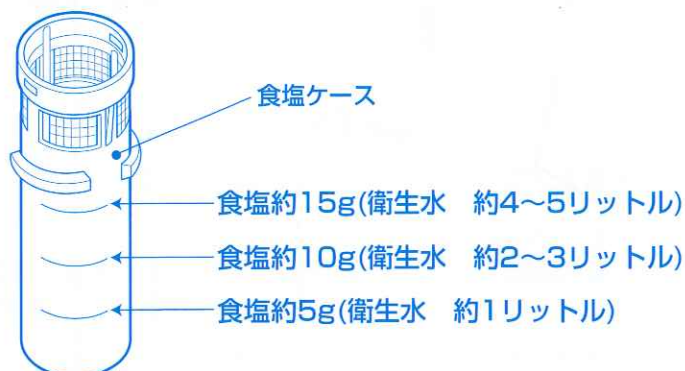 食塩ケース
食塩約15g(衛生水　約4〜5リットル)
食塩約10g(衛生水　約2〜3リットル)
食塩約5g(衛生水　約1リットル)